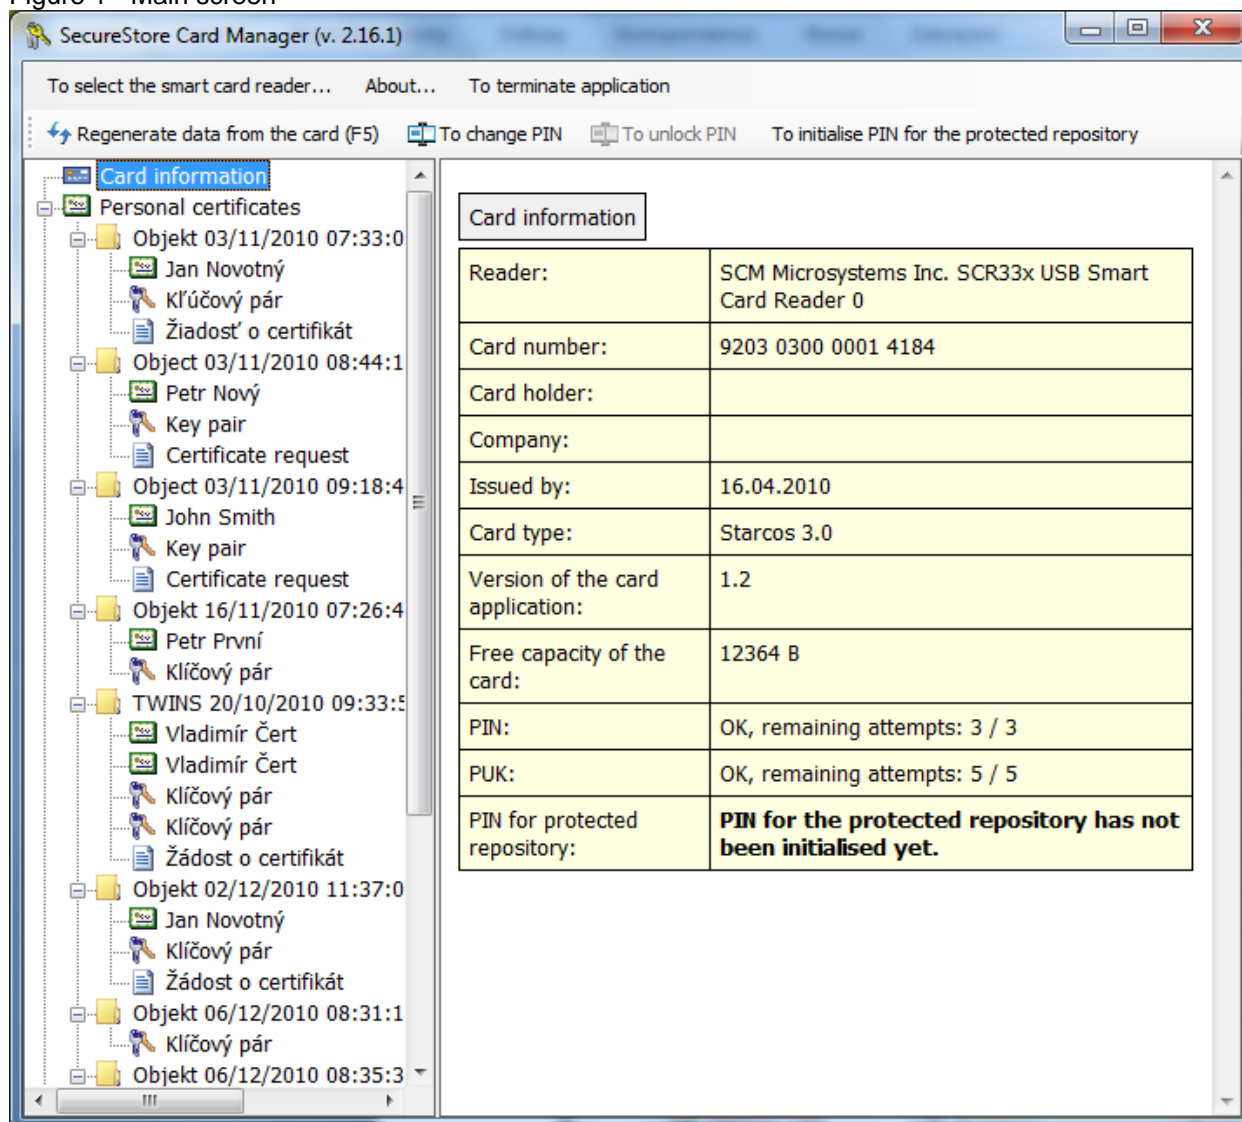 Figure 1 - Main screen
SecureStore Card Manager (v. 2.16.1)
To select the smart card reader... About... To terminate application
Regenerate data from the card (F5) To change PIN To unlock PIN To initialise PIN for the protected repository
Card information
Personal certificates
Objekt 03/11/2010 07:33:0
Jan Novotný
Kľúčový pár
Žiadosť o certifikát
Object 03/11/2010 08:44:1
Petr Nový
Key pair
Certificate request
Object 03/11/2010 09:18:4
John Smith
Key pair
Certificate request
Objekt 16/11/2010 07:26:4
Petr První
Klíčový pár
TWINS 20/10/2010 09:33:5
Vladimír Čert
Vladimír Čert
Klíčový pár
Klíčový pár
Žádost o certifikát
Objekt 02/12/2010 11:37:0
Jan Novotný
Klíčový pár
Žádost o certifikát
Objekt 06/12/2010 08:31:1
Klíčový pár
Objekt 06/12/2010 08:35:3
Card information
Reader: SCM Microsystems Inc. SCR33x USB Smart
Card Reader 0
Card number: 9203 0300 0001 4184
Card holder:
Company:
Issued by: 16.04.2010
Card type: Starcos 3.0
Version of the card 1.2
application:
Free capacity of the 12364 B
card:
PIN: OK, remaining attempts: 3 / 3
PUK: OK, remaining attempts: 5 / 5
PIN for protected PIN for the protected repository has not
repository: been initialised yet.